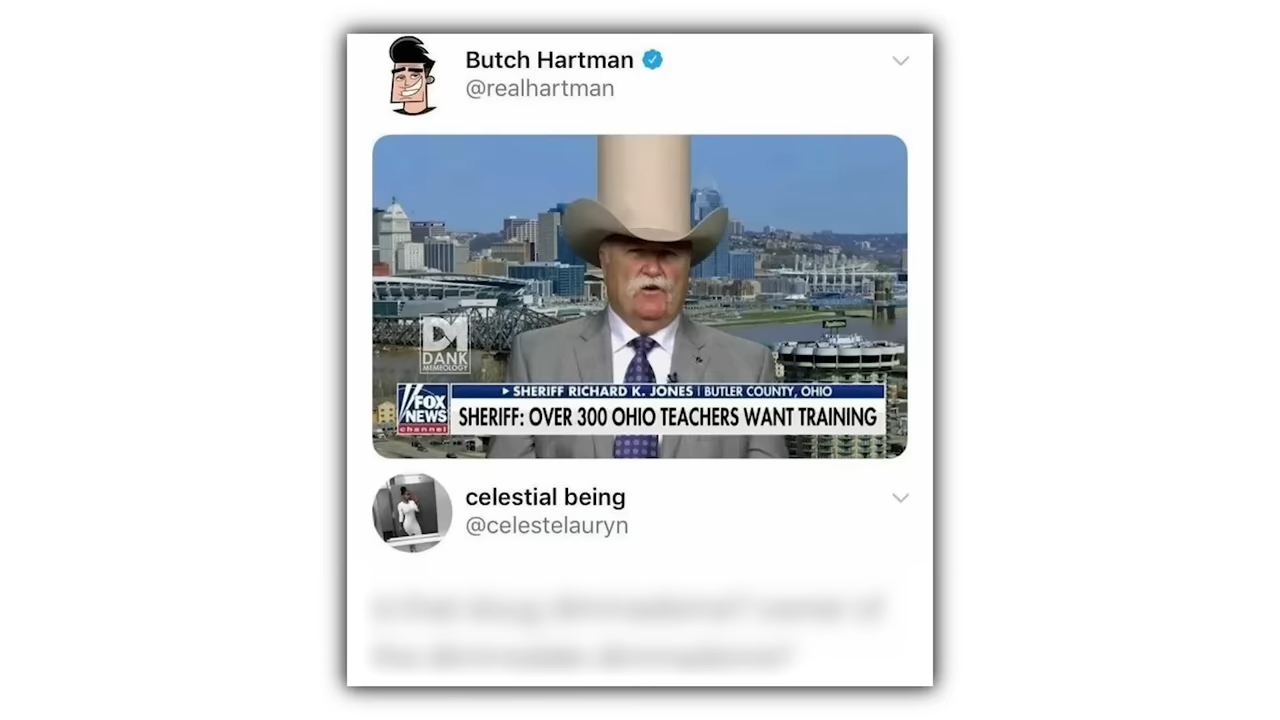 Butch Hartman
@realhartman
DM
DANK
MEMEOLOGY
FOX
NEWS
channel
▸ SHERIFF RICHARD K. JONES | BUTLER COUNTY, OHIO
SHERIFF: OVER 300 OHIO TEACHERS WANT TRAINING
celestial being
@celestelauryn